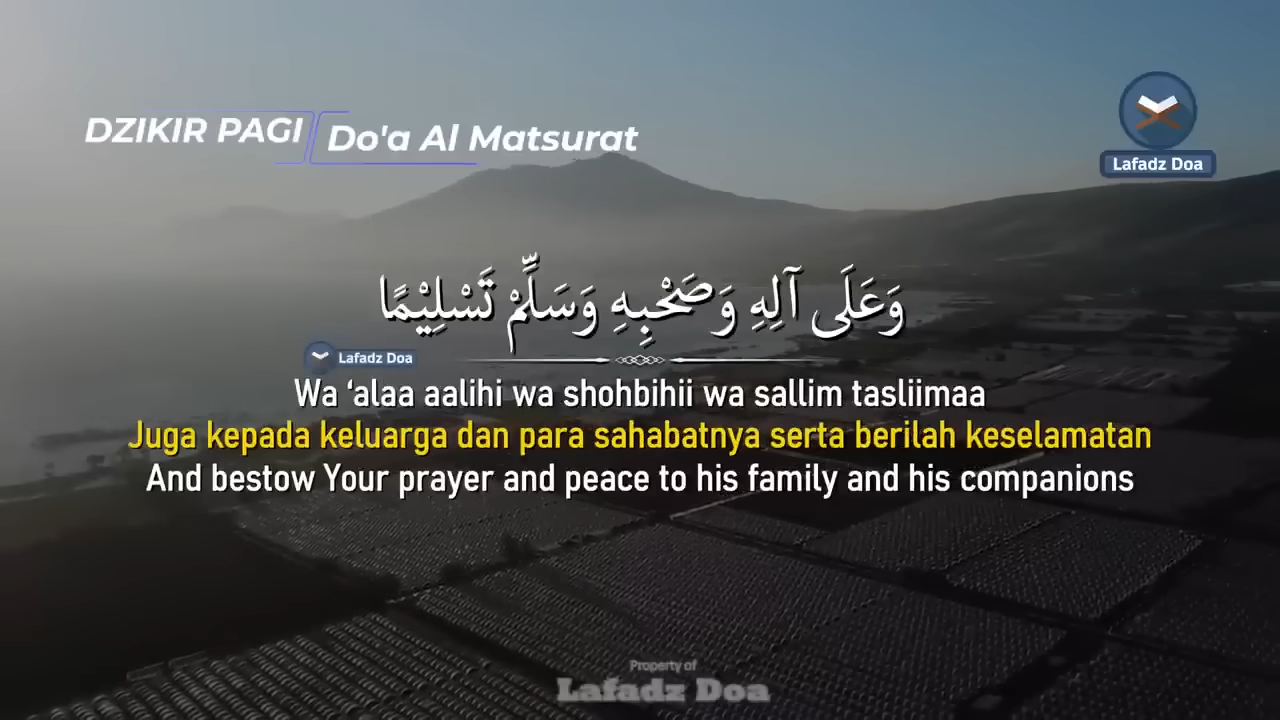 DZIKIR PAGI
Do'a Al Matsurat
Lafadz Doa
وَعَلَى آلِهِ وَصَحْبِهِ وَسَلِّمْ تَسْلِيْمًا
Lafadz Doa
Wa ‘alaa aalihi wa shohbihii wa sallim tasliimaa
Juga kepada keluarga dan para sahabatnya serta berilah keselamatan
And bestow Your prayer and peace to his family and his companions
Property of
Lafadz Doa